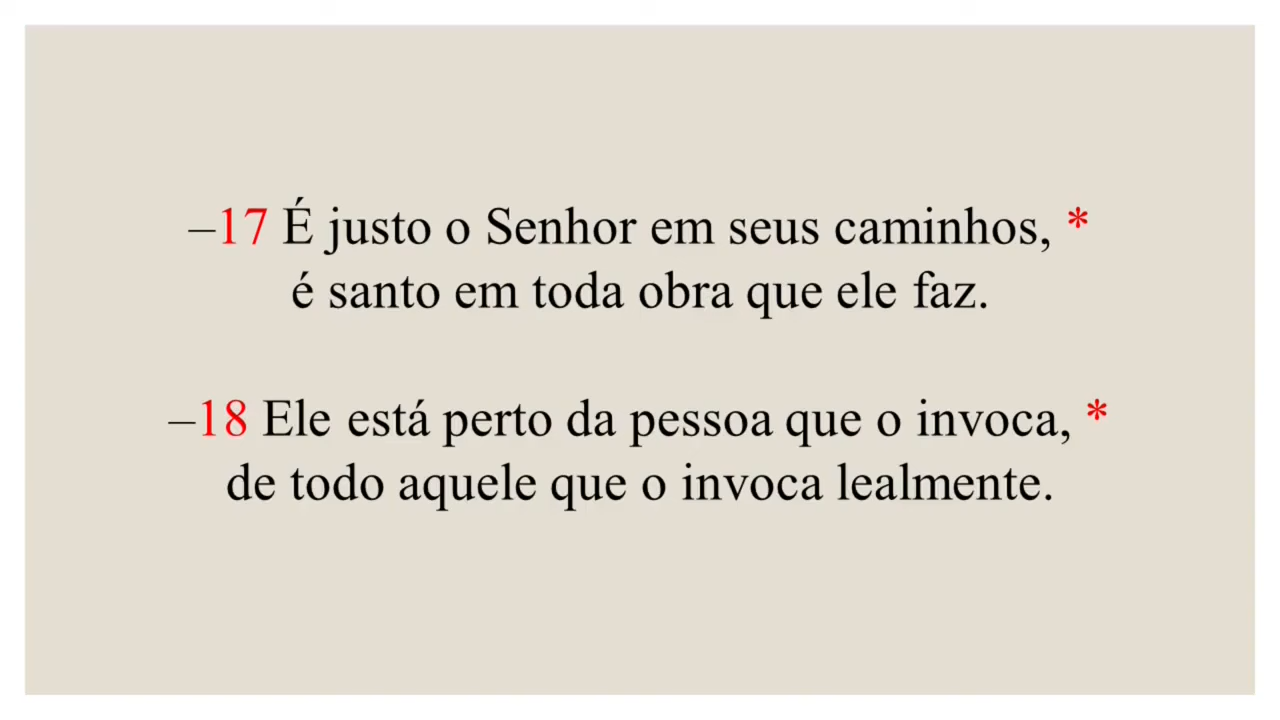 –17 É justo o Senhor em seus caminhos, *
é santo em toda obra que ele faz.
–18 Ele está perto da pessoa que o invoca, *
de todo aquele que o invoca lealmente.